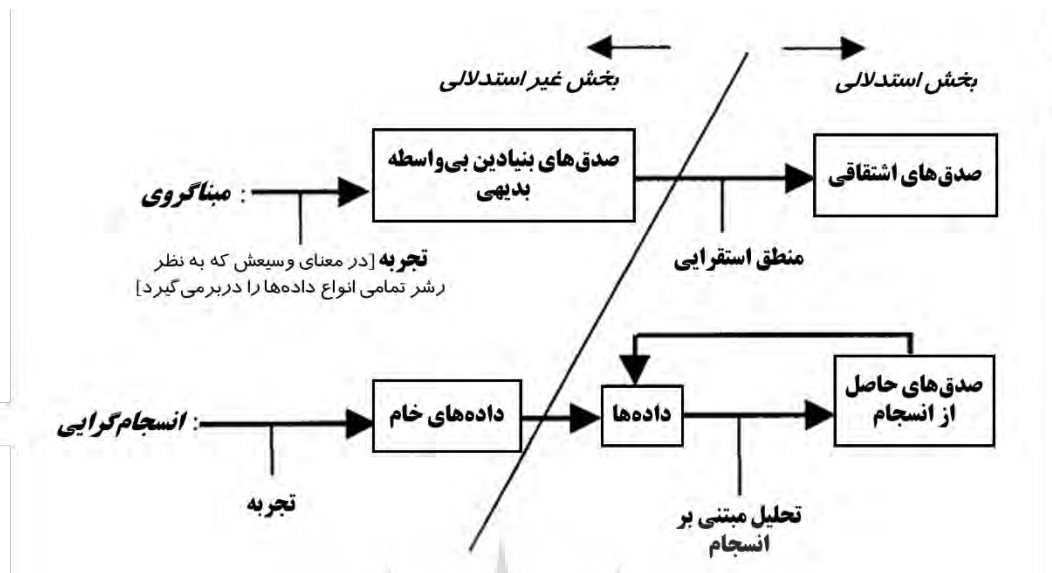 بخش استدلالی
بخش غیر استدلالی
مبناگروی :
صدق‌های بنیادین بی‌واسطه
بدیهی
صدق‌های اشتقاقی
تجربه [در معنای وسیعش که به نظر
رشر تمامی انواع داده‌ها را دربرمی‌گیرد]
منطق استقرایی
انسجام‌گرایی :
داده‌های خام
داده‌ها
صدق‌های حاصل
از انسجام
تجربه
تحلیل مبتنی بر
انسجام